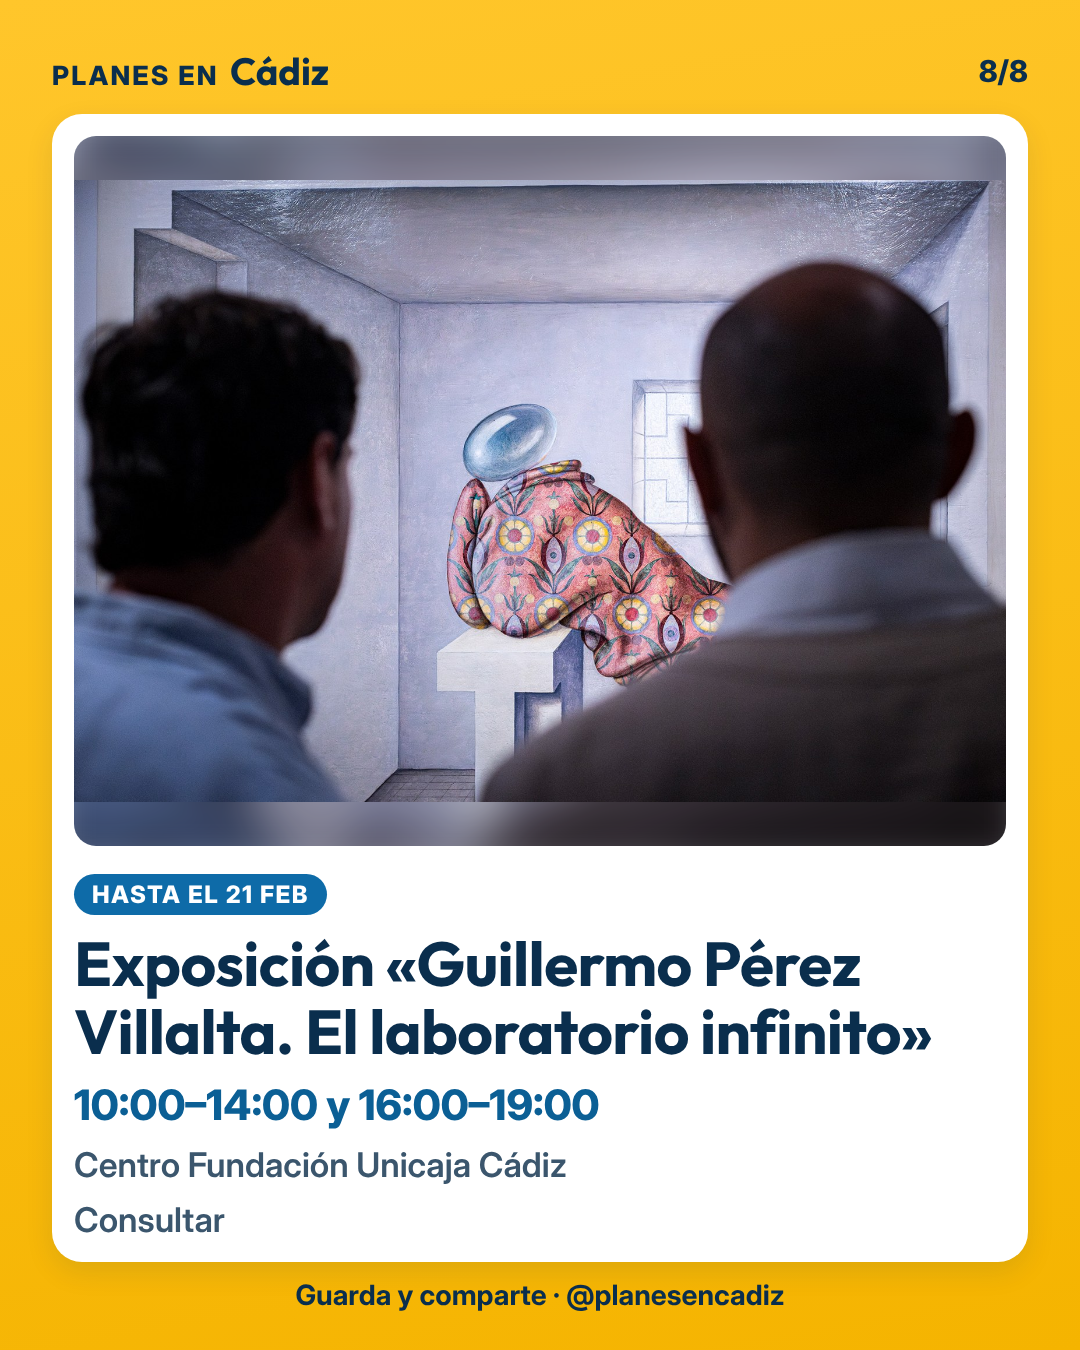 PLANES EN Cádiz
8/8
HASTA EL 21 FEB
Exposición «Guillermo Pérez
Villalta. El laboratorio infinito»
10:00–14:00 y 16:00–19:00
Centro Fundación Unicaja Cádiz
Consultar
Guarda y comparte · @planesencadiz